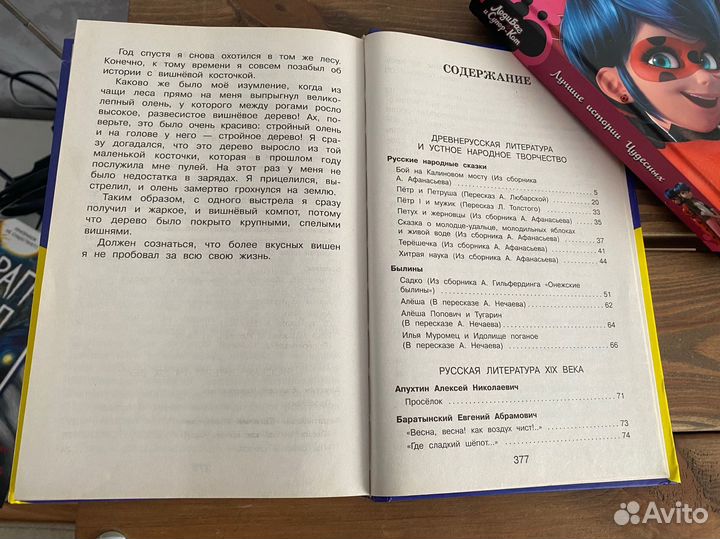 Год спустя я снова охотился в том же лесу.
Конечно, к тому времени я совсем позабыл об
истории с вишнёвой косточкой.
Каково же было моё изумление, когда из
чащи леса прямо на меня выпрыгнул велико-
лепный олень, у которого между рогами росло
высокое, развесистое вишнёвое дерево! Ах, по-
верьте, это было очень красиво: стройный олень
и на голове у него — стройное дерево! Я сра-
зу догадался, что это дерево выросло из той
маленькой косточки, которая в прошлом году
послужила мне пулей. На этот раз у меня не
было недостатка в зарядах. Я прицелился, вы-
стрелил, и олень замертво грохнулся на землю.
Таким образом, с одного выстрела я сразу
получил и жаркое, и вишнёвый компот, потому
что дерево было покрыто крупными, спелыми
вишнями.
Должен сознаться, что более вкусных вишен
я не пробовал за всю свою жизнь.
СОДЕРЖАНИЕ
ДРЕВНЕРУССКАЯ ЛИТЕРАТУРА
И УСТНОЕ НАРОДНОЕ ТВОРЧЕСТВО
Русские народные сказки
Бой на Калиновом мосту (Из сборника
А. Афанасьева) 5
Пётр и Петруша (Пересказ А. Любарской) 20
Пётр I и мужик (Пересказ Л. Толстого) 33
Петух и жерновцы (Из сборника А. Афанасьева) 35
Сказка о молодце-удальце, молодильных яблоках
и живой воде (Из сборника А. Афанасьева) 37
Терёшечка (Из сборника А. Афанасьева) 41
Хитрая наука (Из сборника А. Афанасьева) 44
Былины
Садко (Из сборника А. Гильфердинга «Онежские
былины») 51
Алёша (В пересказе А. Нечаева) 62
Алёша Попович и Тугарин
(В пересказе А. Нечаева) 64
Илья Муромец и Идолище поганое
(В пересказе А. Нечаева) 66
РУССКАЯ ЛИТЕРАТУРА XIX ВЕКА
Апухтин Алексей Николаевич
Просёлок 71
Баратынский Евгений Абрамович
«Весна, весна! как воздух чист!..» 73
«Где сладкий шёпот...» 74
377
Леди Баг
и Супер-Кот
Лучшие истории Чудесных
Avito